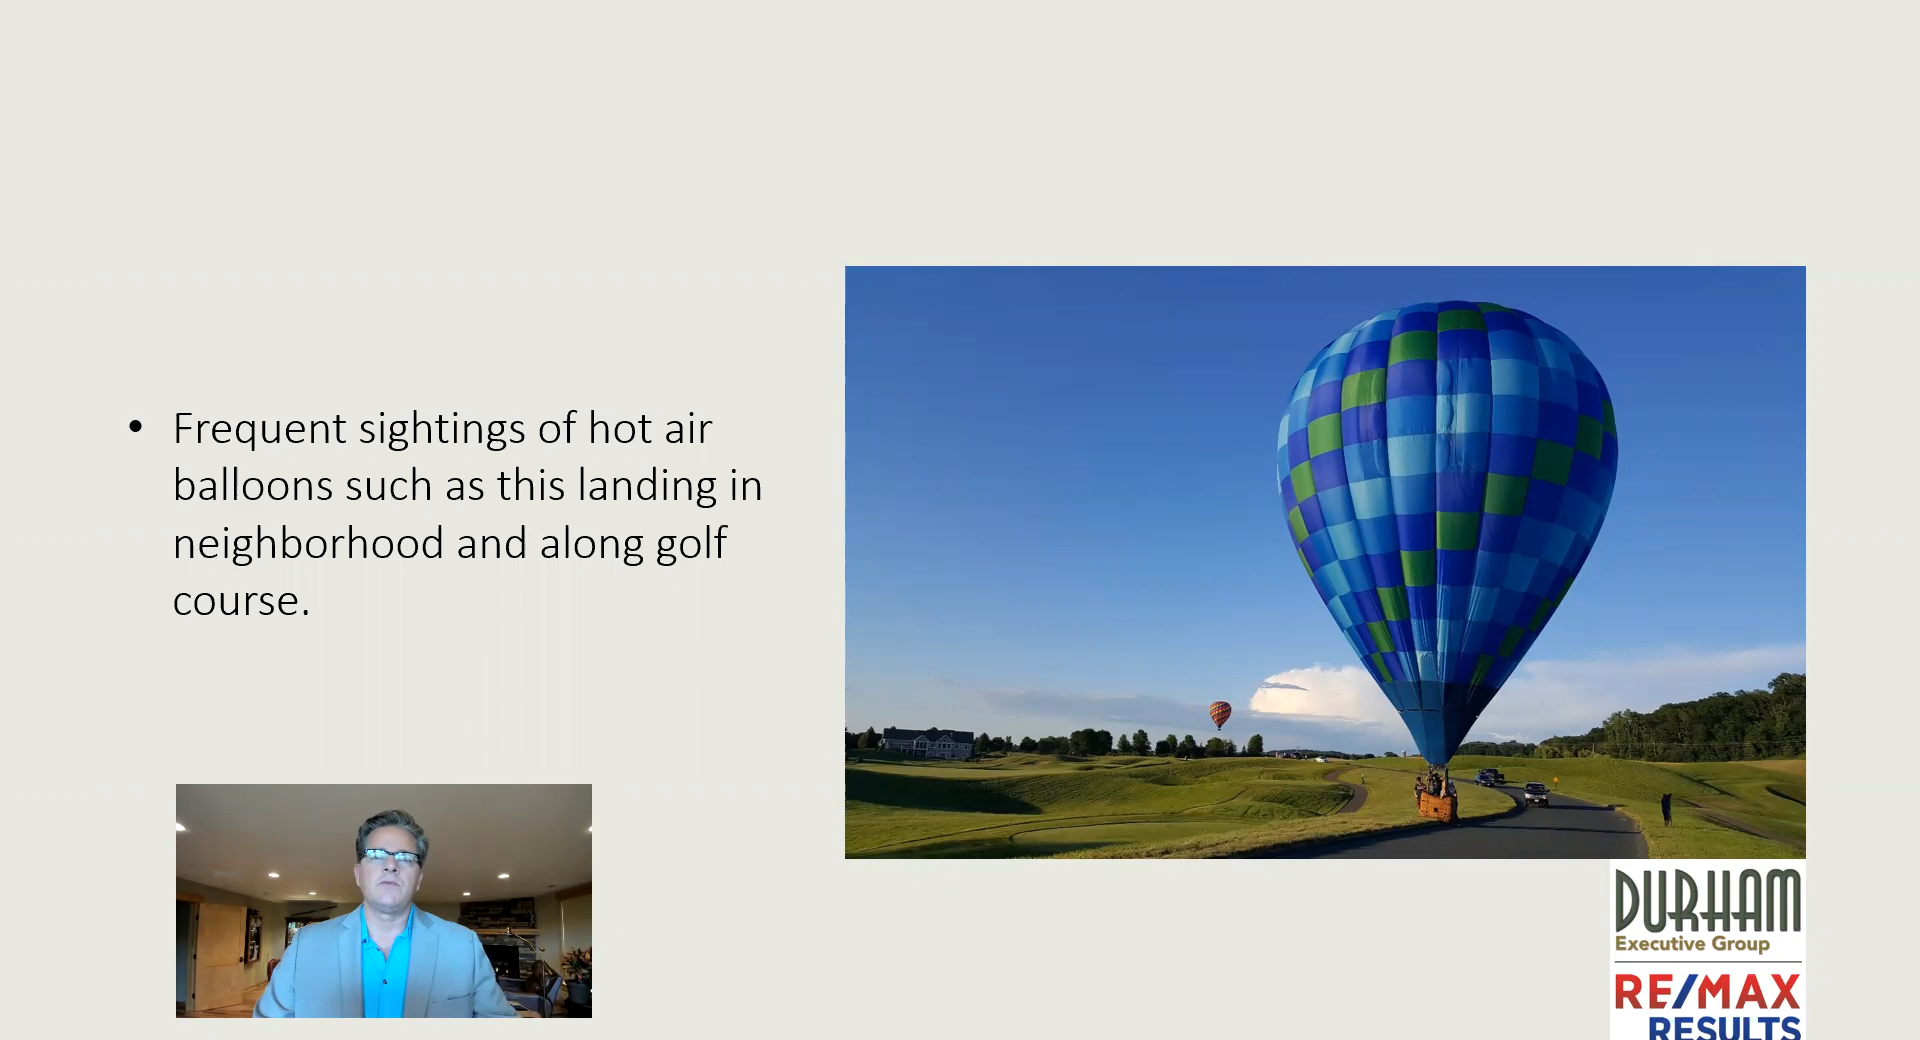 • Frequent sightings of hot air
balloons such as this landing in
neighborhood and along golf
course.
DURHAM
Executive Group
RE/MAX
RESULTS